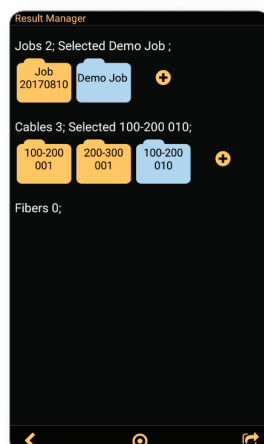 Result Manager
Jobs 2; Selected Demo Job ;
Job
20170810
Demo Job
Cables 3; Selected 100-200 010;
100-200
001
200-300
001
100-200
010
Fibers 0;